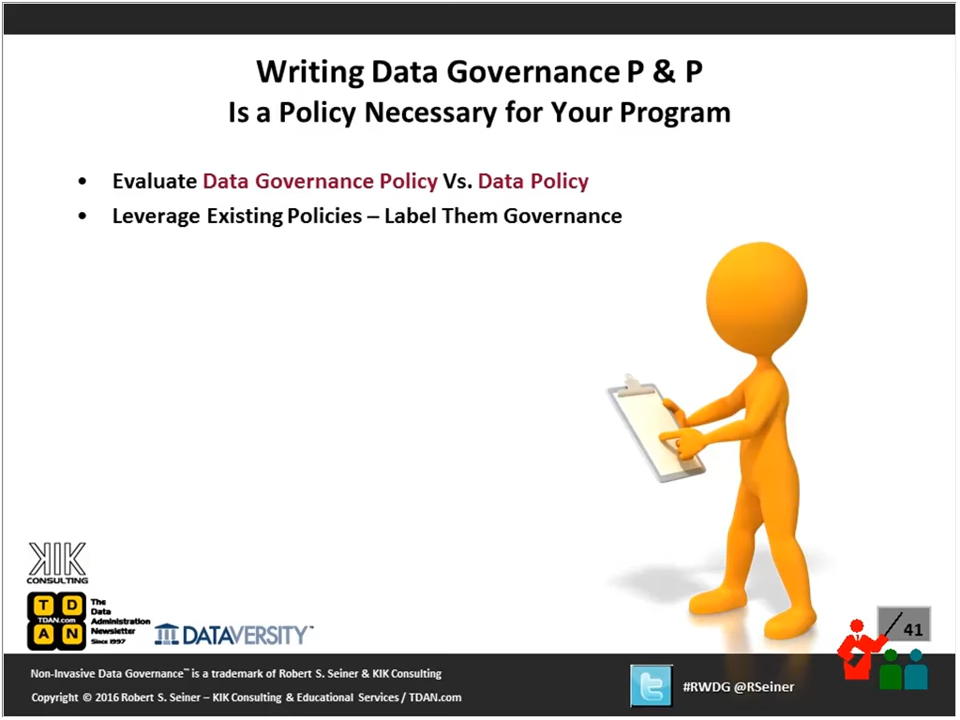 Writing Data Governance P & P
Is a Policy Necessary for Your Program
• Evaluate Data Governance Policy Vs. Data Policy
• Leverage Existing Policies – Label Them Governance
KIK
CONSULTING
T D
TDAN.com
A N
The
Data
Administration
Newsletter
Since 1997
DATAVERSITY™
41
Non-Invasive Data Governance™ is a trademark of Robert S. Seiner & KIK Consulting
Copyright © 2016 Robert S. Seiner – KIK Consulting & Educational Services / TDAN.com
#RWDG @RSeiner